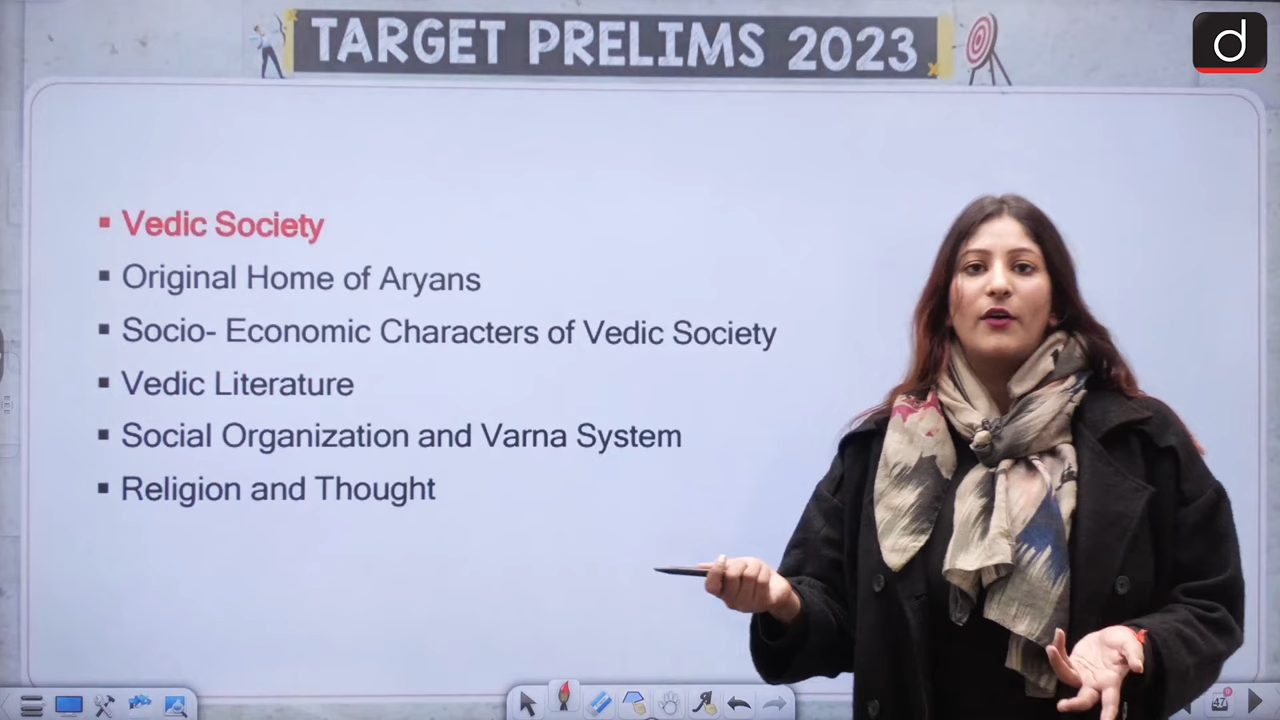 TARGET PRELIMS 2023
d
Vedic Society
Original Home of Aryans
Socio- Economic Characters of Vedic Society
Vedic Literature
Social Organization and Varna System
Religion and Thought
47